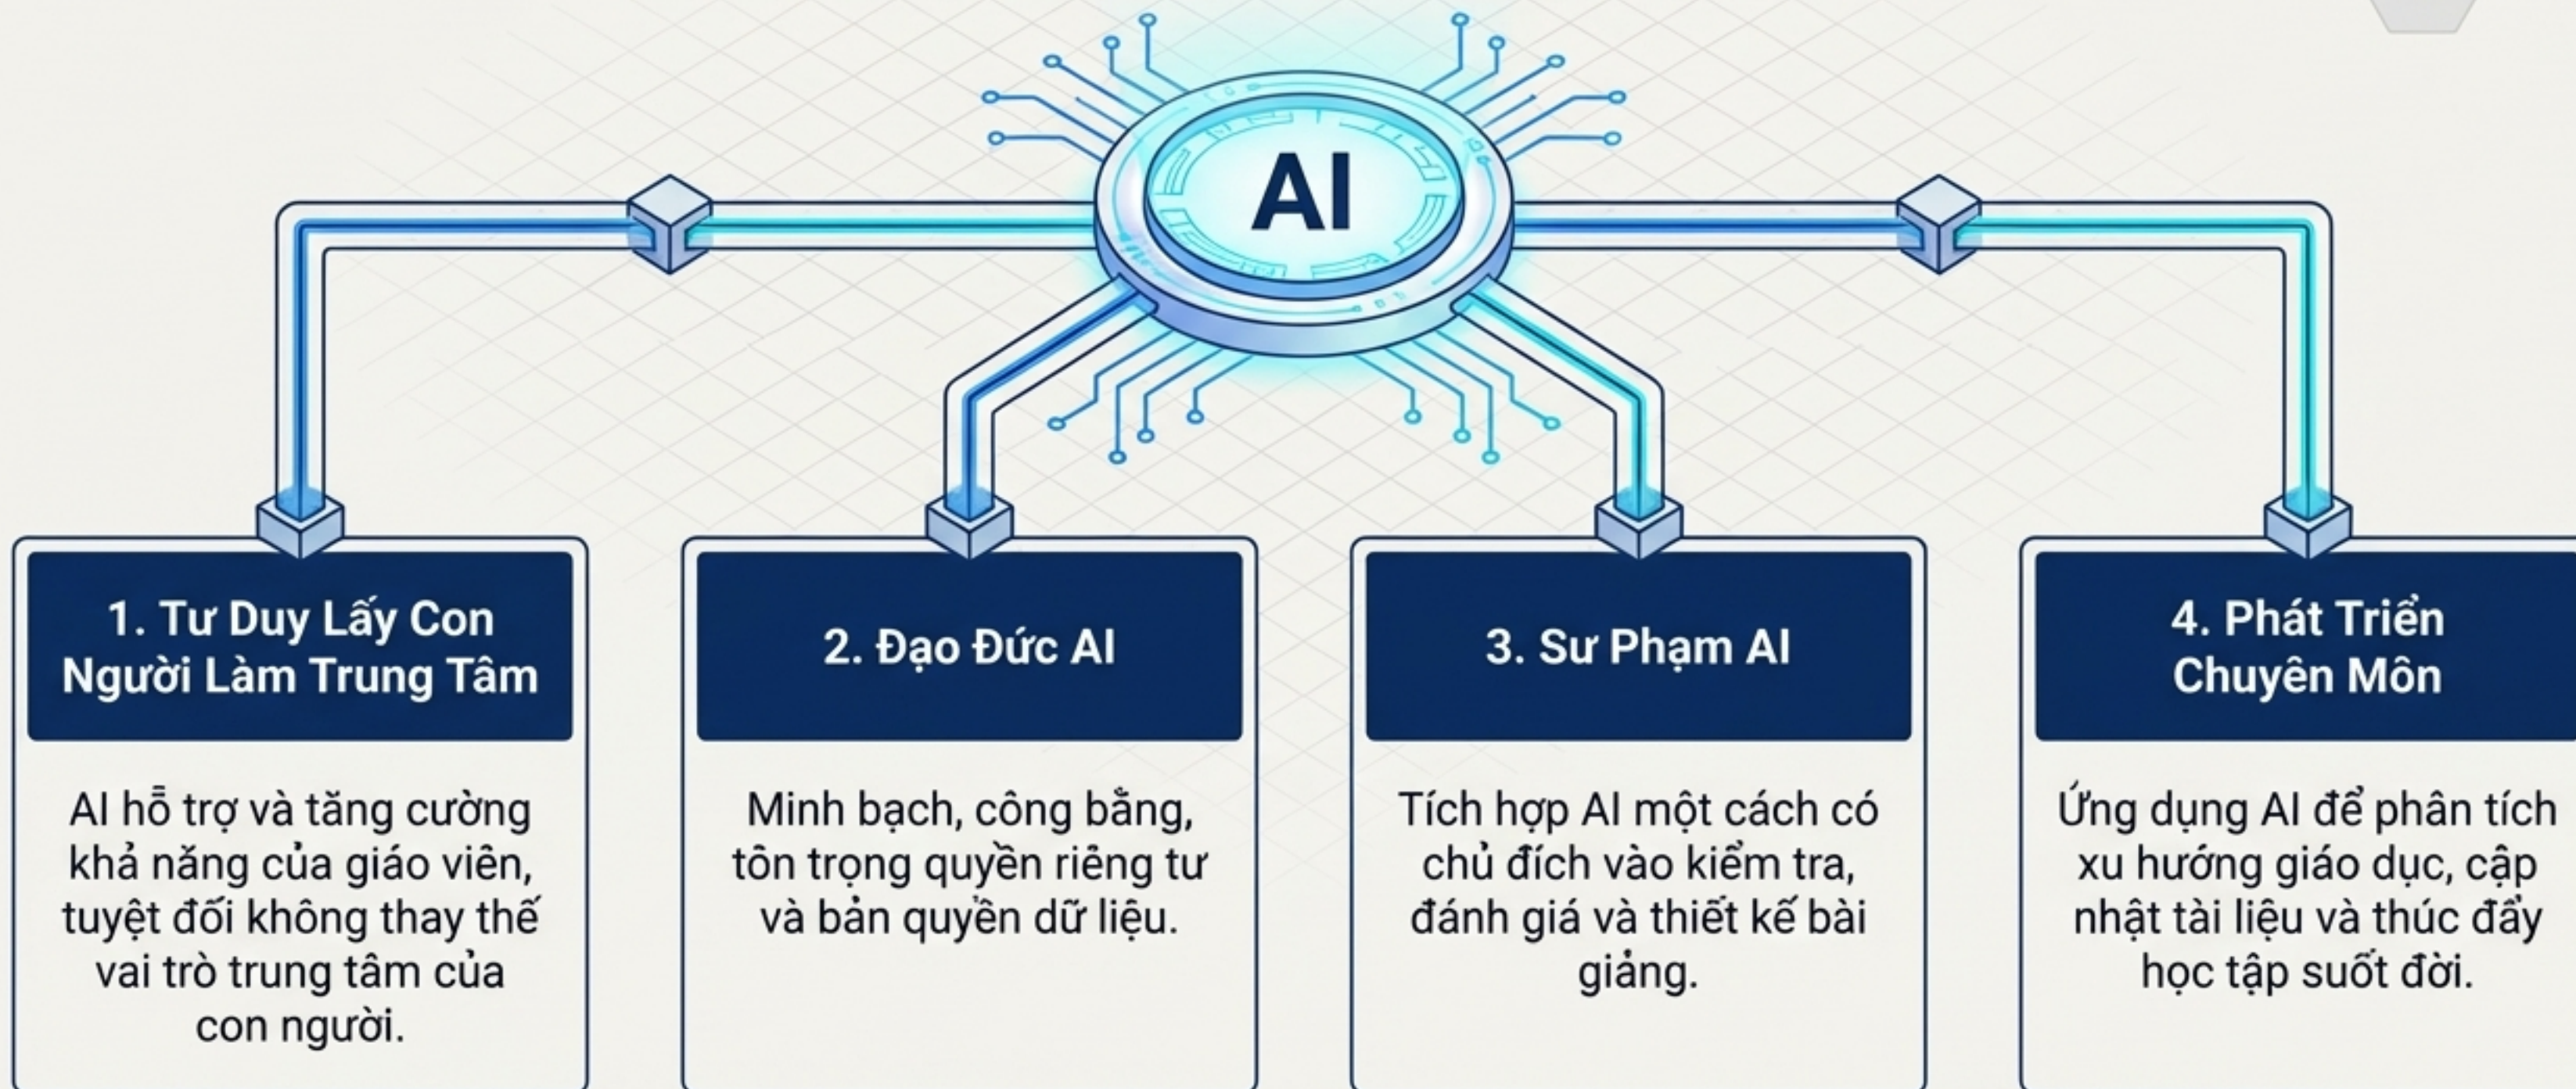 AI
1. Tư Duy Lấy Con
Người Làm Trung Tâm
AI hỗ trợ và tăng cường
khả năng của giáo viên,
tuyệt đối không thay thế
vai trò trung tâm của
con người.
2. Đạo Đức AI
Minh bạch, công bằng,
tôn trọng quyền riêng tư
và bản quyền dữ liệu.
3. Sư Phạm AI
Tích hợp AI một cách có
chủ đích vào kiểm tra,
đánh giá và thiết kế bài
giảng.
4. Phát Triển
Chuyên Môn
Ứng dụng AI để phân tích
xu hướng giáo dục, cập
nhật tài liệu và thúc đẩy
học tập suốt đời.